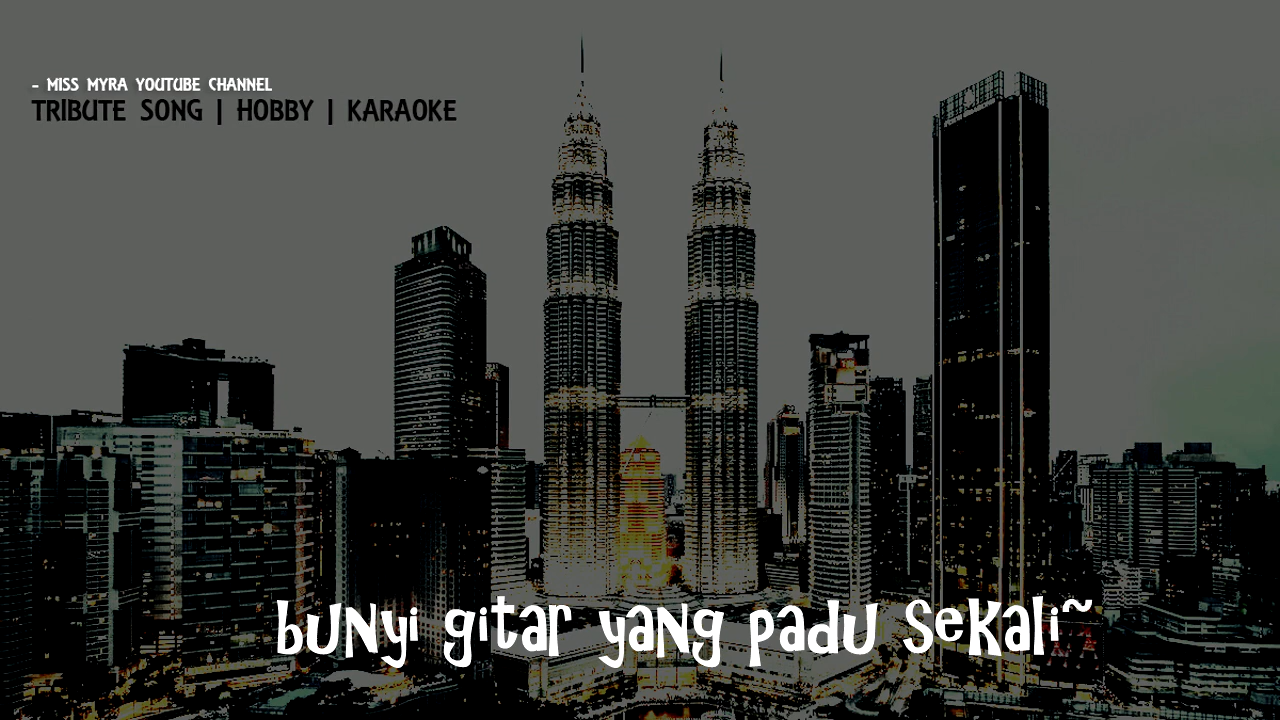 - MISS MYRA YOUTUBE CHANNEL
TRIBUTE SONG | HOBBY | KARAOKE
bUNyi gitar yaNg padU SeKali~